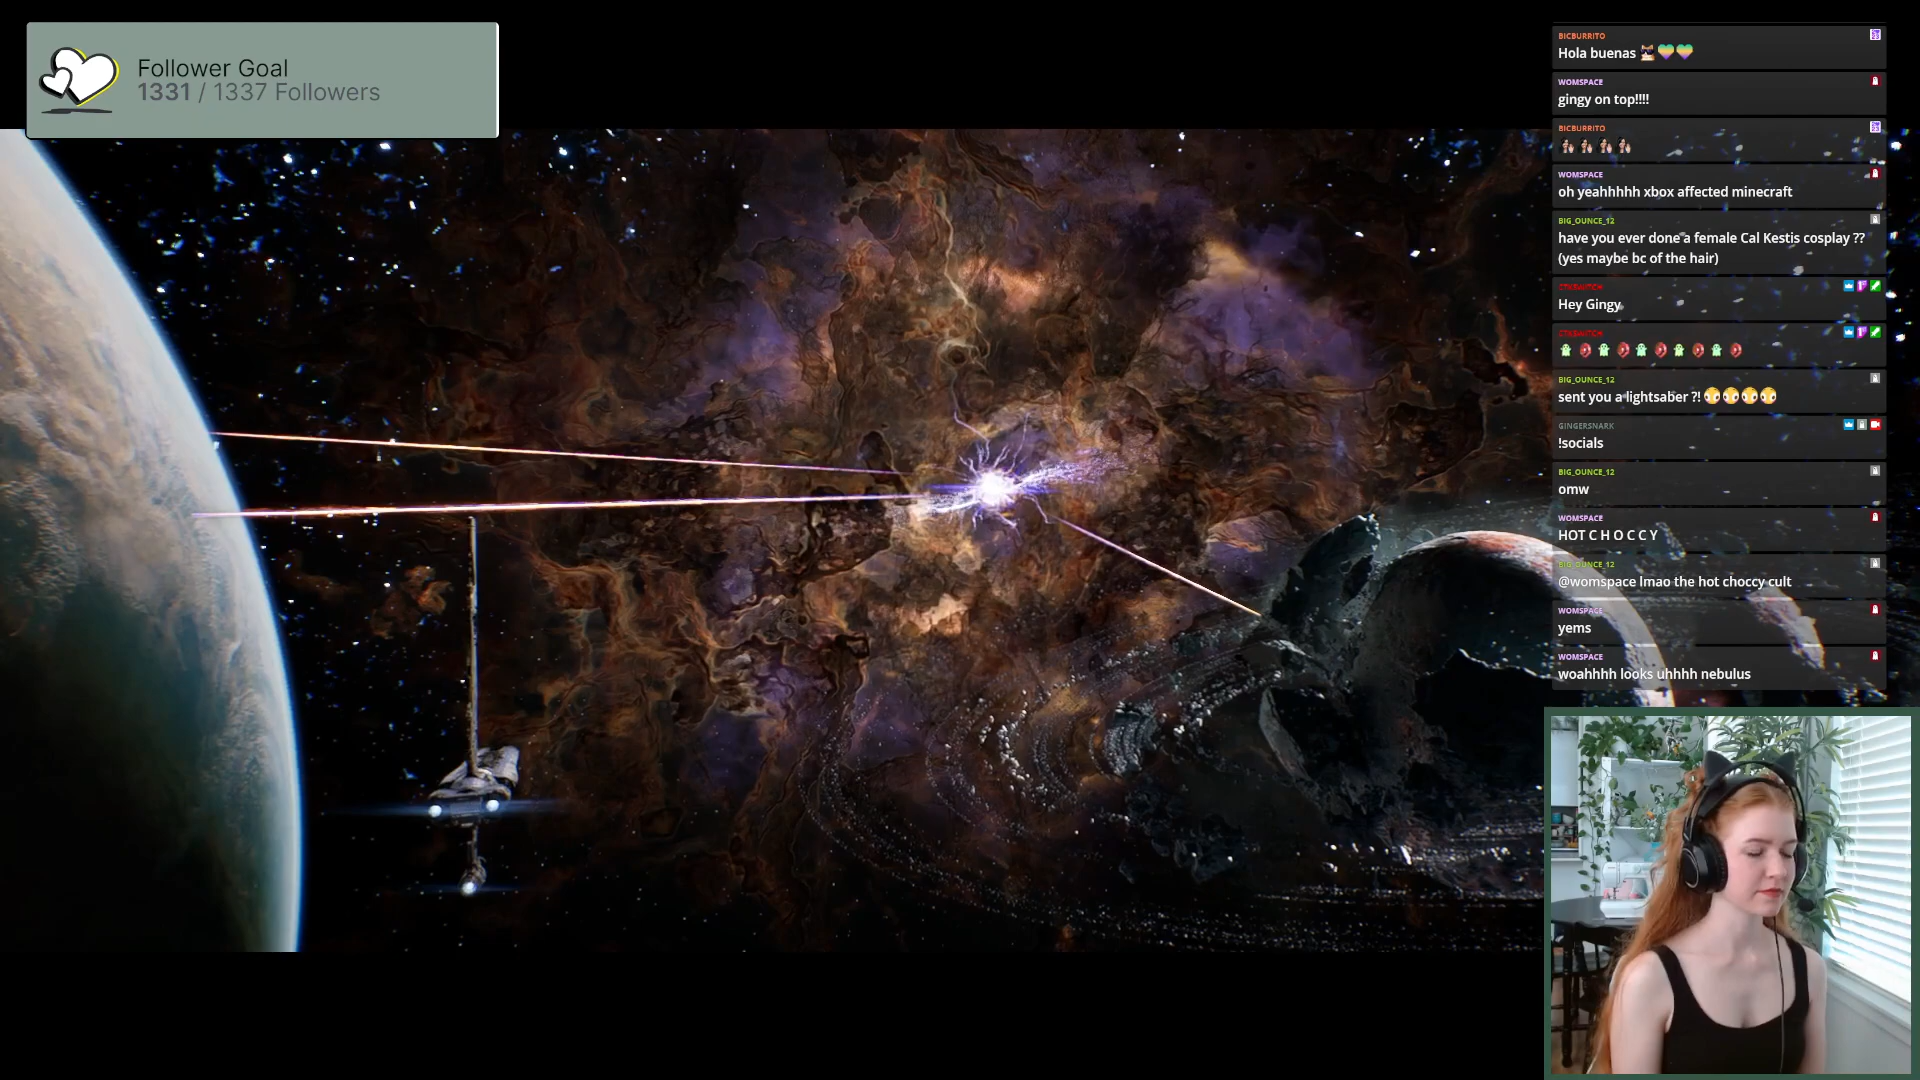 Follower Goal
1331 / 1337 Followers
BICBURRITO
Hola buenas
WOMSPACE
gingy on top!!!!
BICBURRITO
WOMSPACE
oh yeahhhhh xbox affected minecraft
BIG_OUNCE_12
have you ever done a female Cal Kestis cosplay ??
(yes maybe bc of the hair)
Hey Gingy
BIG_OUNCE_12
sent you a lightsaber ?!
GINGERSNARK
!socials
BIG_OUNCE_12
omw
WOMSPACE
HOT C H O C C Y
BIG_OUNCE_12
@womspace lmao the hot choccy cult
WOMSPACE
yems
WOMSPACE
woahhhh looks uhhhh nebulus